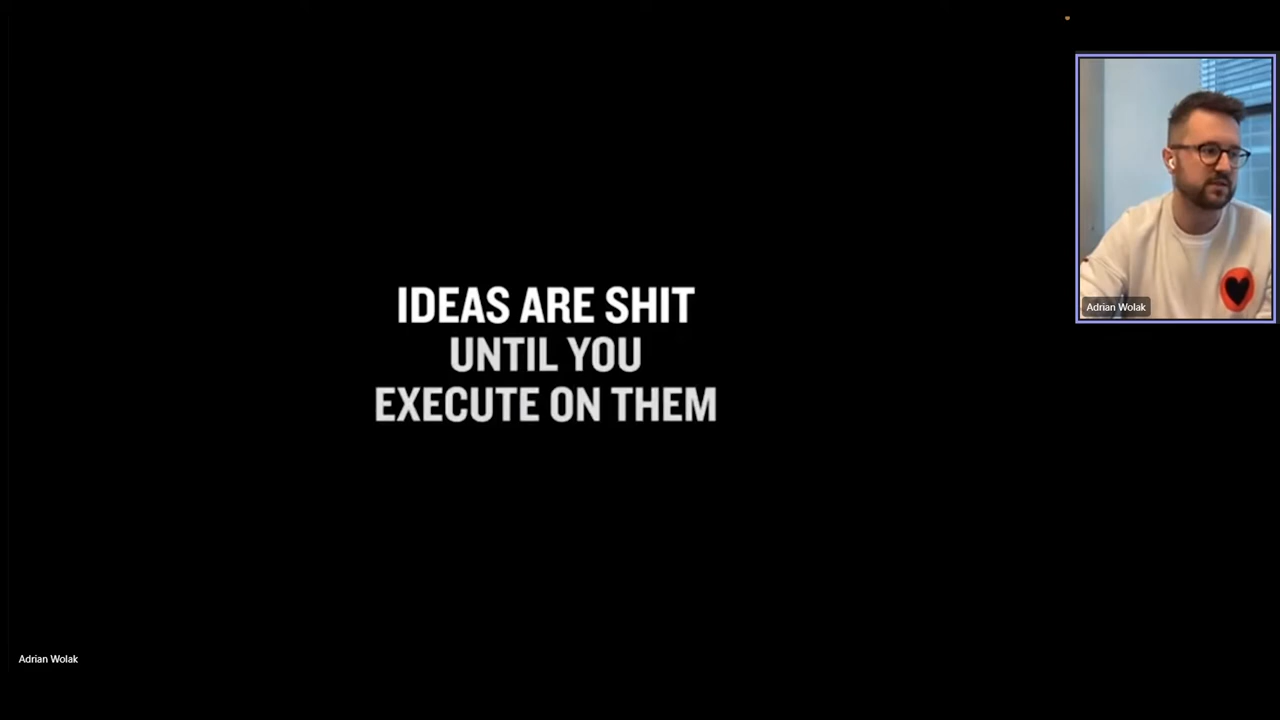 IDEAS ARE SHIT
UNTIL YOU
EXECUTE ON THEM
Adrian Wolak
Adrian Wolak